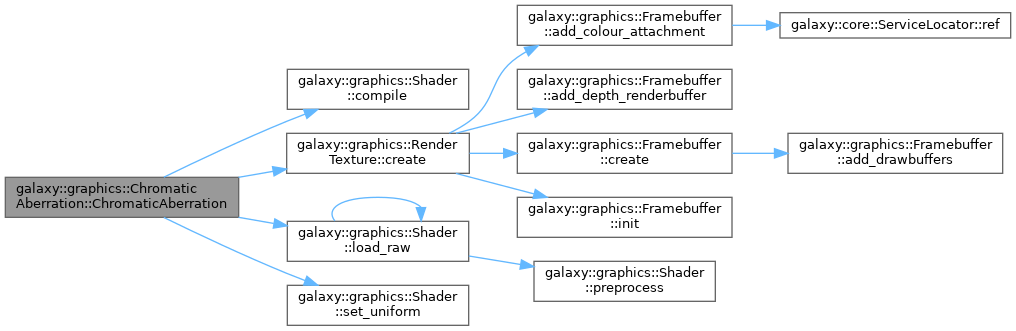 galaxy::graphics::Chromatic
Aberration::ChromaticAberration
galaxy::graphics::Shader
::compile
galaxy::graphics::Render
Texture::create
galaxy::graphics::Framebuffer
::add_colour_attachment
galaxy::core::ServiceLocator::ref
galaxy::graphics::Framebuffer
::add_depth_renderbuffer
galaxy::graphics::Framebuffer
::create
galaxy::graphics::Framebuffer
::add_drawbuffers
galaxy::graphics::Framebuffer
::init
galaxy::graphics::Shader
::load_raw
galaxy::graphics::Shader
::preprocess
galaxy::graphics::Shader
::set_uniform